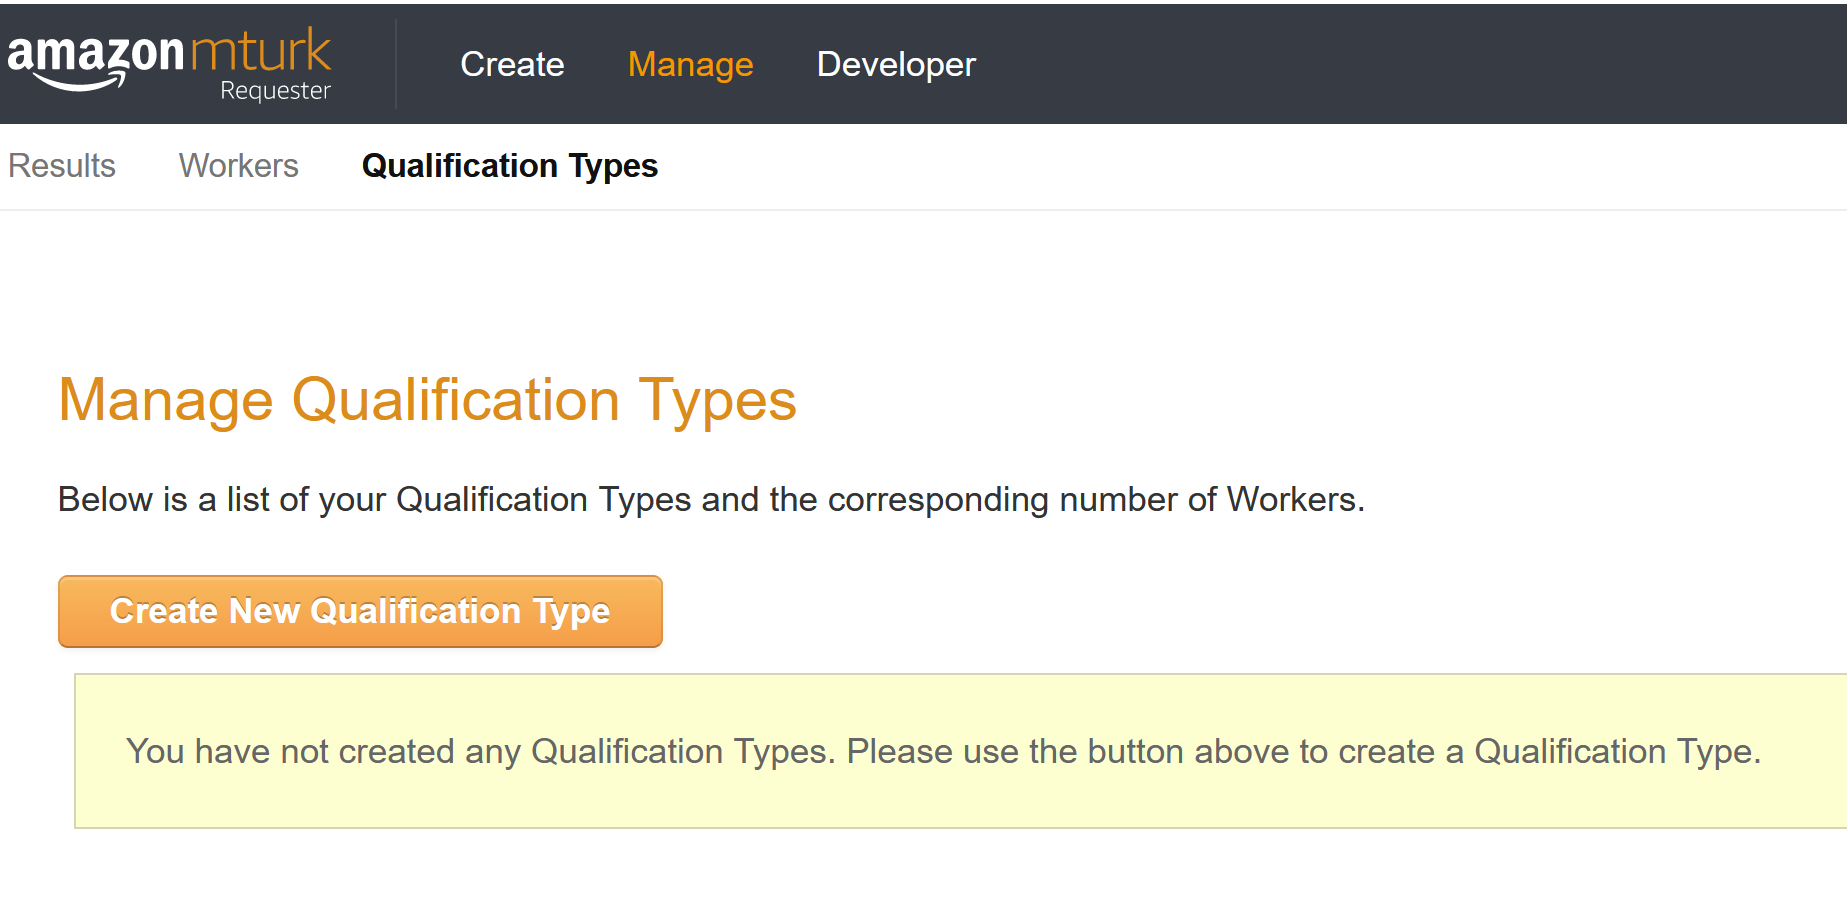 amazon mturk
Requester
Create Manage Developer
Results Workers Qualification Types
Manage Qualification Types
Below is a list of your Qualification Types and the corresponding number of Workers.
Create New Qualification Type
You have not created any Qualification Types. Please use the button above to create a Qualification Type.